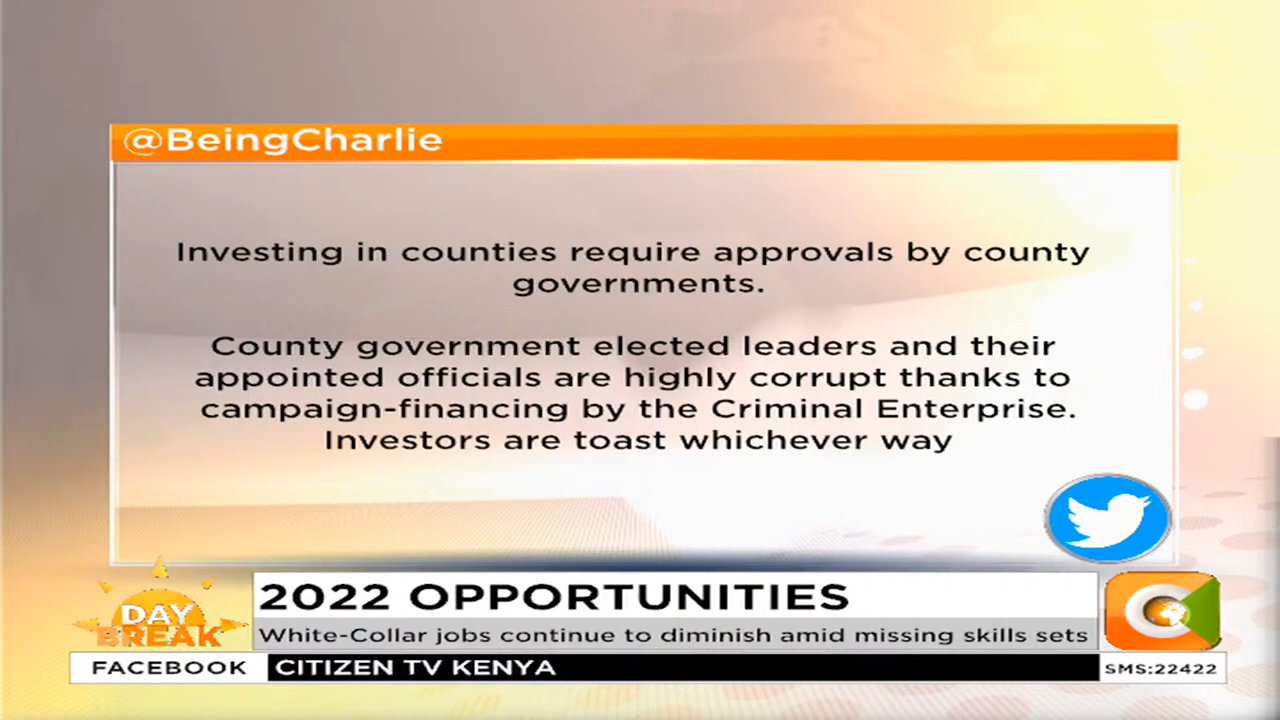 @BeingCharlie
Investing in counties require approvals by county
governments.
County government elected leaders and their
appointed officials are highly corrupt thanks to
campaign-financing by the Criminal Enterprise.
Investors are toast whichever way
DAY
BREAK
2022 OPPORTUNITIES
White-Collar jobs continue to diminish amid missing skills sets
FACEBOOK
CITIZEN TV KENYA
SMS:22422